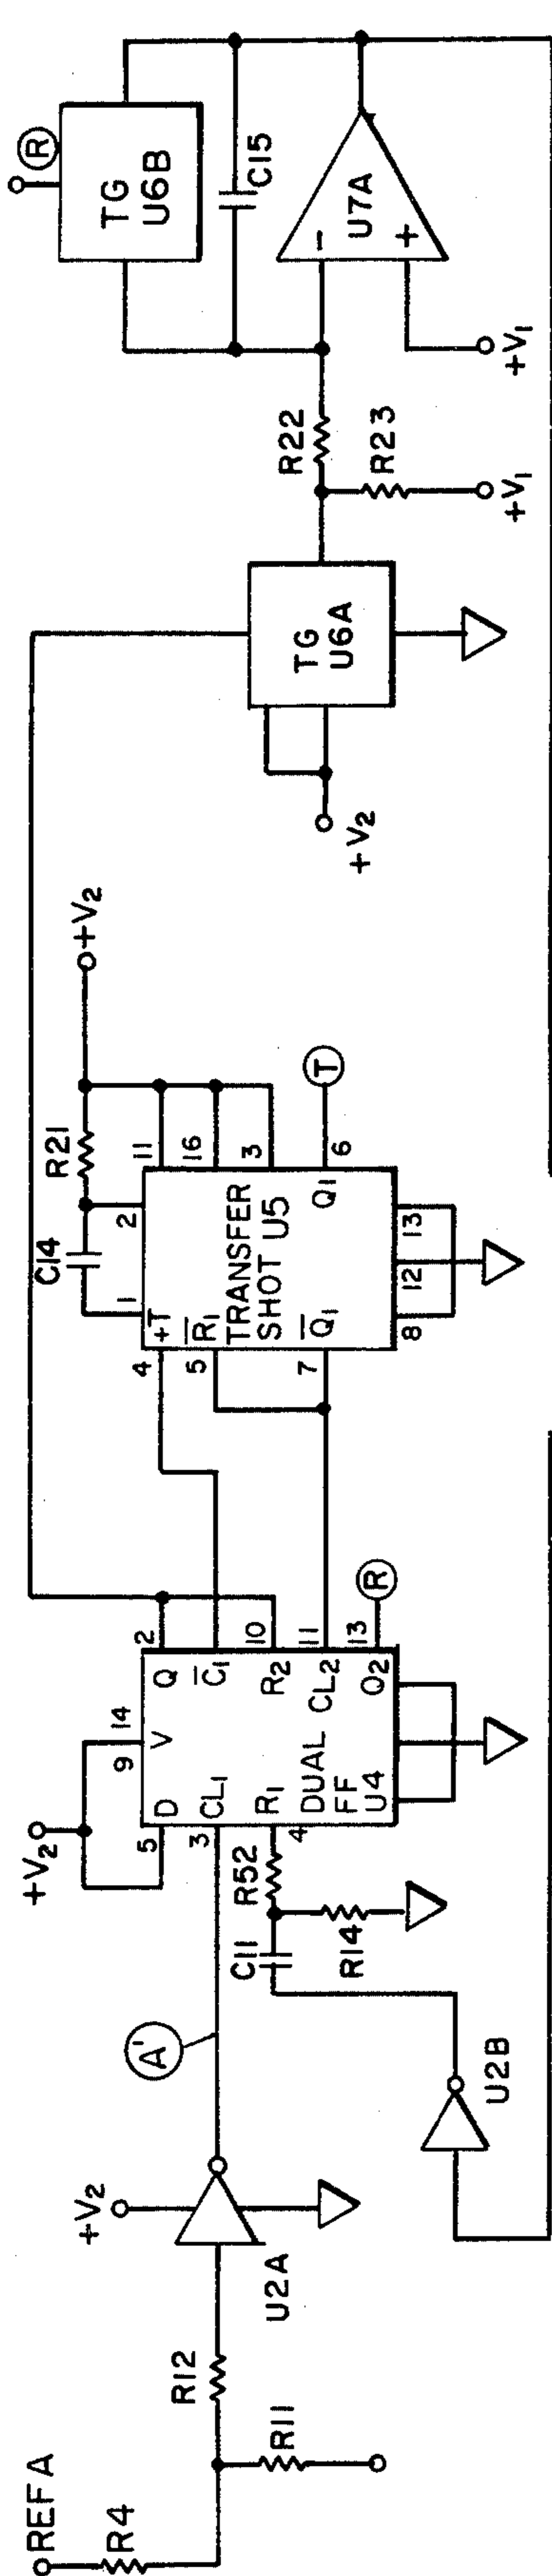 REF A
R4
R11
R12
+V2
U2A
A'
U2B
C11
R14
R52
+V2
5
3
4
9
14
D
CL1
R1
V
DUAL
FF
U4
Q
C̅1
R2
CL2
Q2
2
10
11
13
R
4
5
7
+T
R̅1
Q̅1
TRANSFER
SHOT U5
Q1
1
2
C14
R21
11
16
3
6
T
8
12
13
+V2
+V2
TG
U6A
R22
R23
+V1
TG
U6B
R
C15
U7A
-
+
+V1